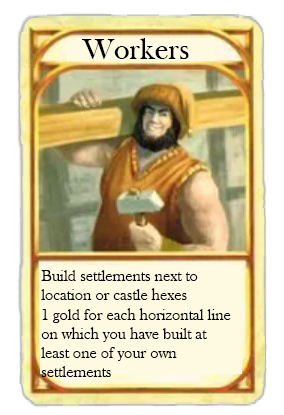 Workers
Build settlements next to
location or castle hexes
1 gold for each horizontal line
on which you have built at
least one of your own
settlements